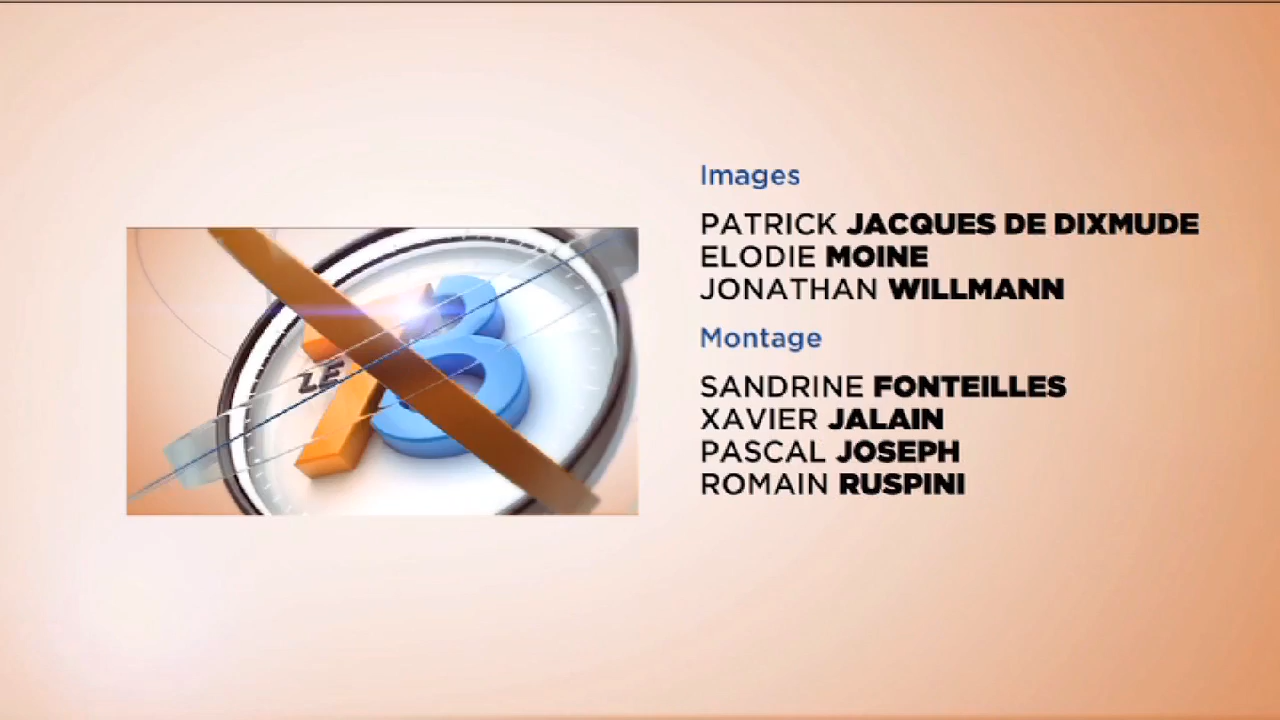 ZE
78
Images
PATRICK JACQUES DE DIXMUDE
ELODIE MOINE
JONATHAN WILLMANN
Montage
SANDRINE FONTEILLES
XAVIER JALAIN
PASCAL JOSEPH
ROMAIN RUSPINI